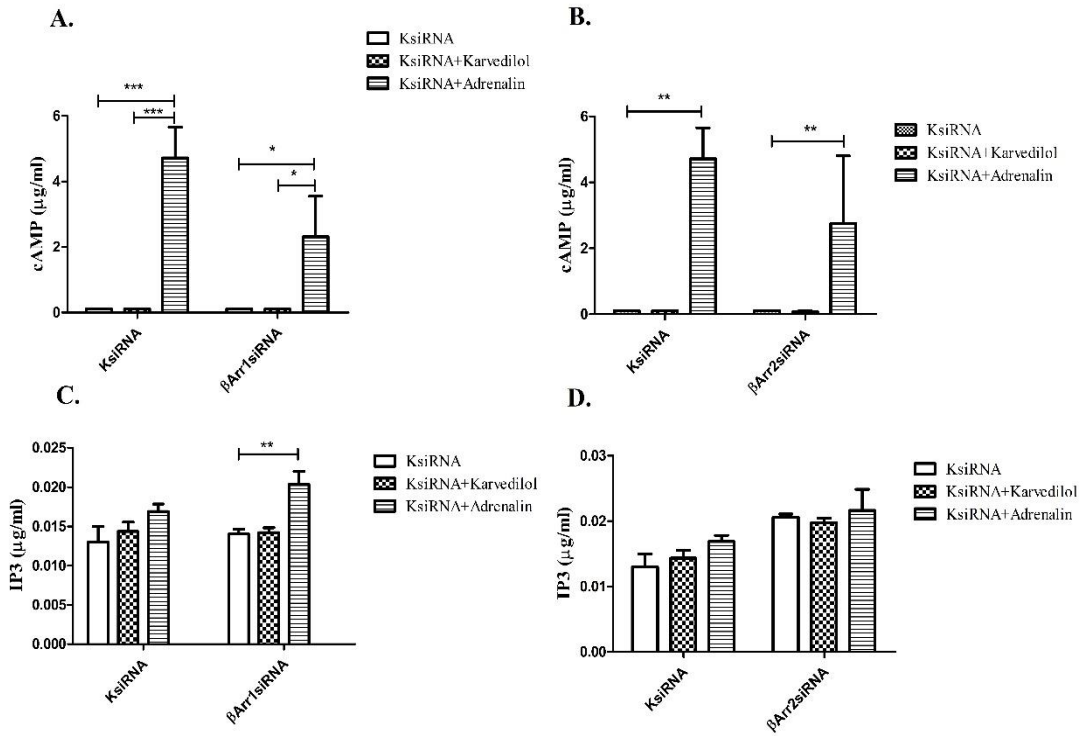 A.
KsiRNA
KsiRNA+Karvedilol
KsiRNA+Adrenalin
***
***
*
*
cAMP (µg/ml)
6
4
2
0
KsiRNA
βArr1siRNA
B.
KsiRNA
KsiRNA+Karvedilol
KsiRNA+Adrenalin
**
**
cAMP (µg/ml)
6
4
2
0
KsiRNA
βArr2siRNA
C.
KsiRNA
KsiRNA+Karvedilol
KsiRNA+Adrenalin
**
IP3 (µg/ml)
0.025
0.020
0.015
0.010
0.005
0.000
KsiRNA
βArr1siRNA
D.
KsiRNA
KsiRNA+Karvedilol
KsiRNA+Adrenalin
IP3 (µg/ml)
0.03
0.02
0.01
0.00
KsiRNA
βArr2siRNA